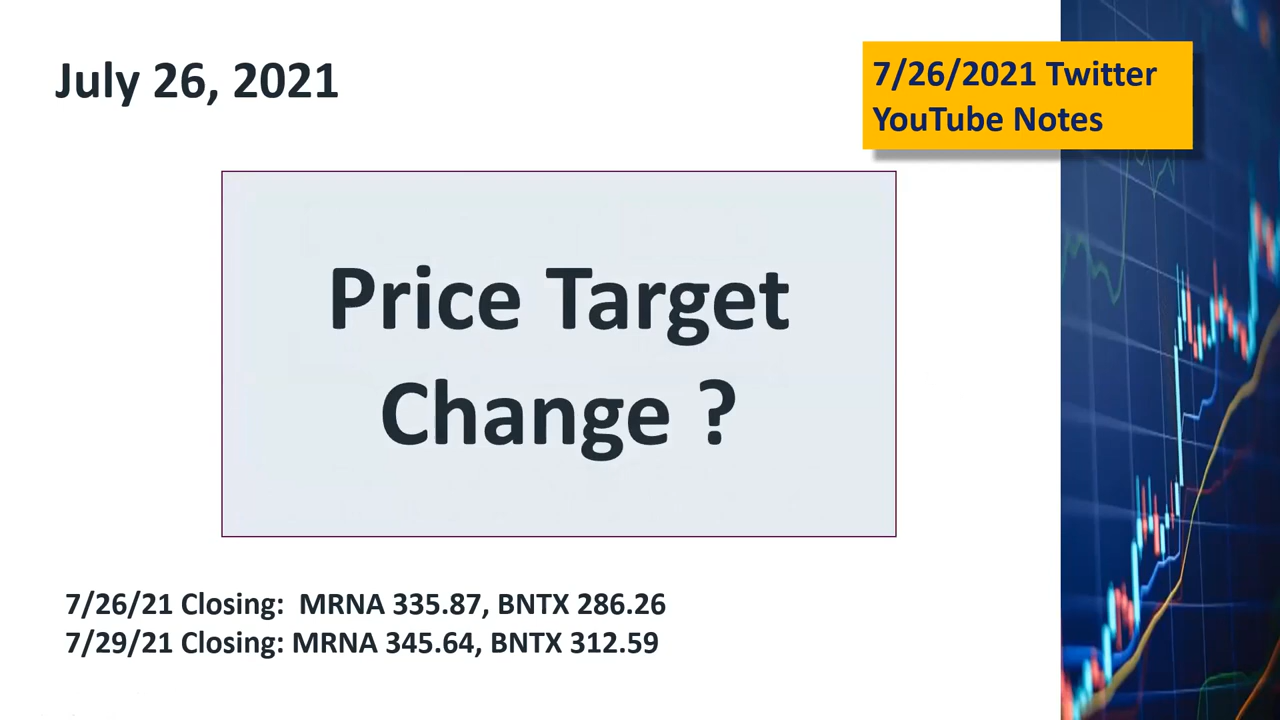 July 26, 2021
7/26/2021 Twitter
YouTube Notes
Price Target
Change ?
7/26/21 Closing:  MRNA 335.87, BNTX 286.26
7/29/21 Closing: MRNA 345.64, BNTX 312.59